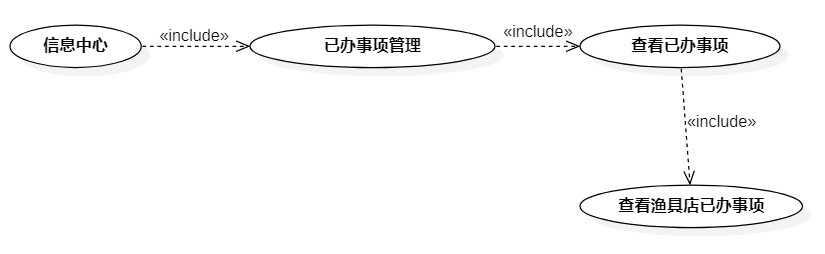 信息中心
«include»
已办事项管理
«include»
查看已办事项
«include»
查看渔具店已办事项